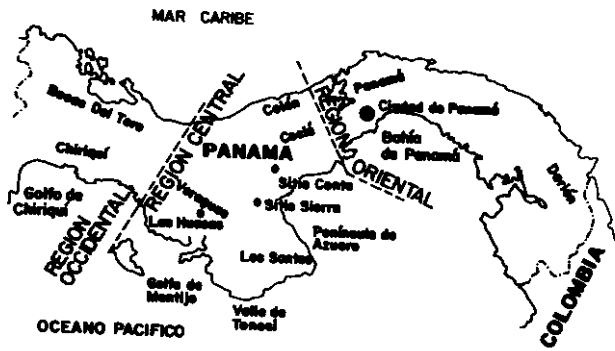 MAR CARIBE
Bocas Del Toro
Chiriquí
Golfo de
Chiriquí
REGION
OCCIDENTAL
REGION CENTRAL
Colón
Coclé
PANAMA
Veraguas
Las Huacas
Sitio Conte
Sitio Sierra
Los Santos
Península de
Azuero
Golfo de
Montijo
Valle de
Tonosí
REGION
ORIENTAL
Panamá
Ciudad de Panamá
Bahía
de Panamá
Darién
COLOMBIA
OCEANO PACIFICO